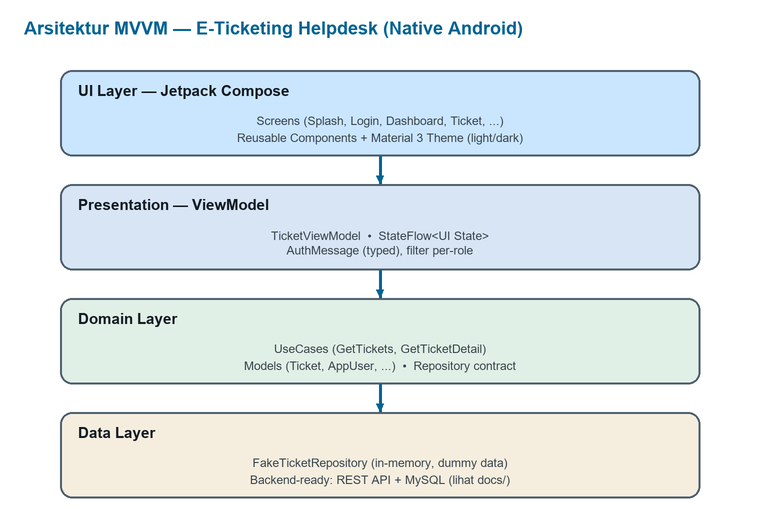 Arsitektur MVVM — E-Ticketing Helpdesk (Native Android)
UI Layer — Jetpack Compose
Screens (Splash, Login, Dashboard, Ticket, ...)
Reusable Components + Material 3 Theme (light/dark)
Presentation — ViewModel
TicketViewModel • StateFlow<UI State>
AuthMessage (typed), filter per-role
Domain Layer
UseCases (GetTickets, GetTicketDetail)
Models (Ticket, AppUser, ...) • Repository contract
Data Layer
FakeTicketRepository (in-memory, dummy data)
Backend-ready: REST API + MySQL (lihat docs/)